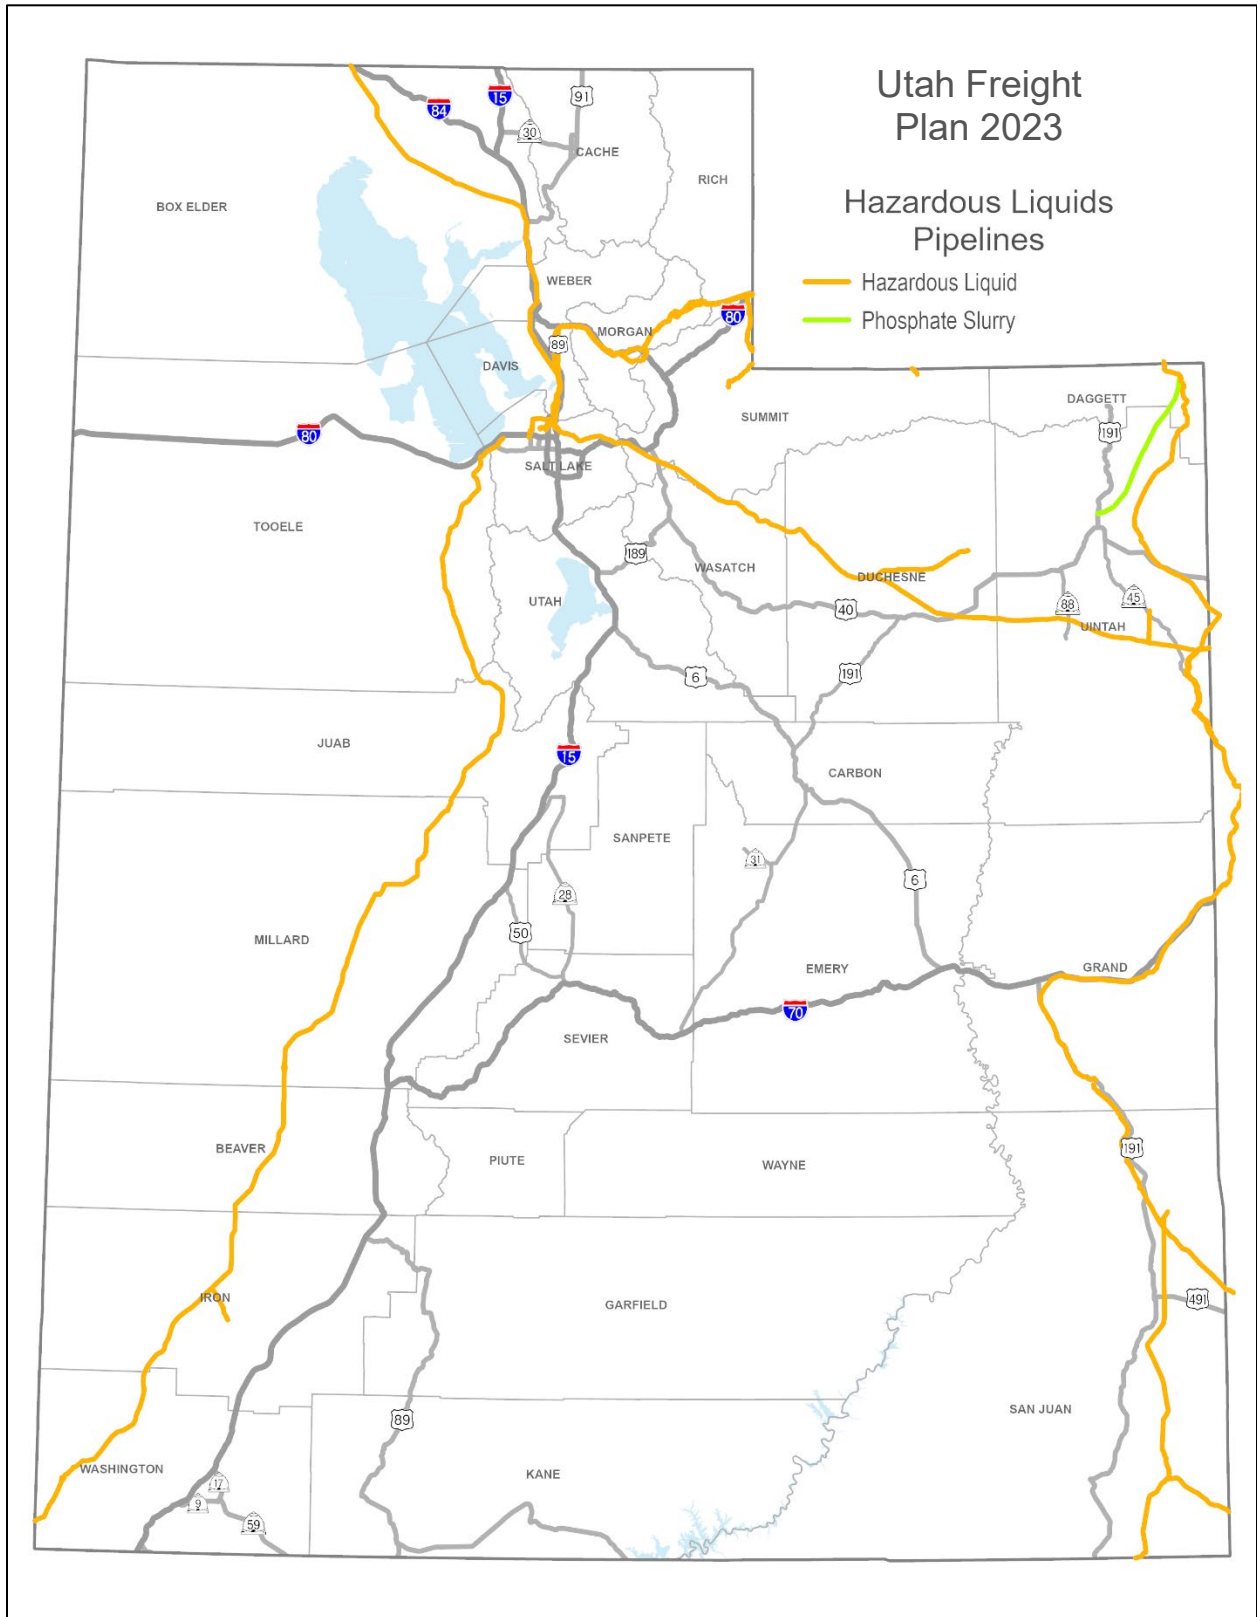 Utah Freight
Plan 2023
Hazardous Liquids
Pipelines
Hazardous Liquid
Phosphate Slurry
84
15
91
30
CACHE
RICH
BOX ELDER
WEBER
80
MORGAN
89
DAVIS
SUMMIT
DAGGETT
191
80
SALT LAKE
TOOELE
189
WASATCH
DUCHESNE
UTAH
40
88
45
UINTAH
6
191
JUAB
15
CARBON
SANPETE
31
28
6
50
MILLARD
EMERY
GRAND
70
SEVIER
BEAVER
PIUTE
WAYNE
191
IRON
GARFIELD
491
89
SAN JUAN
WASHINGTON
KANE
17
9
59